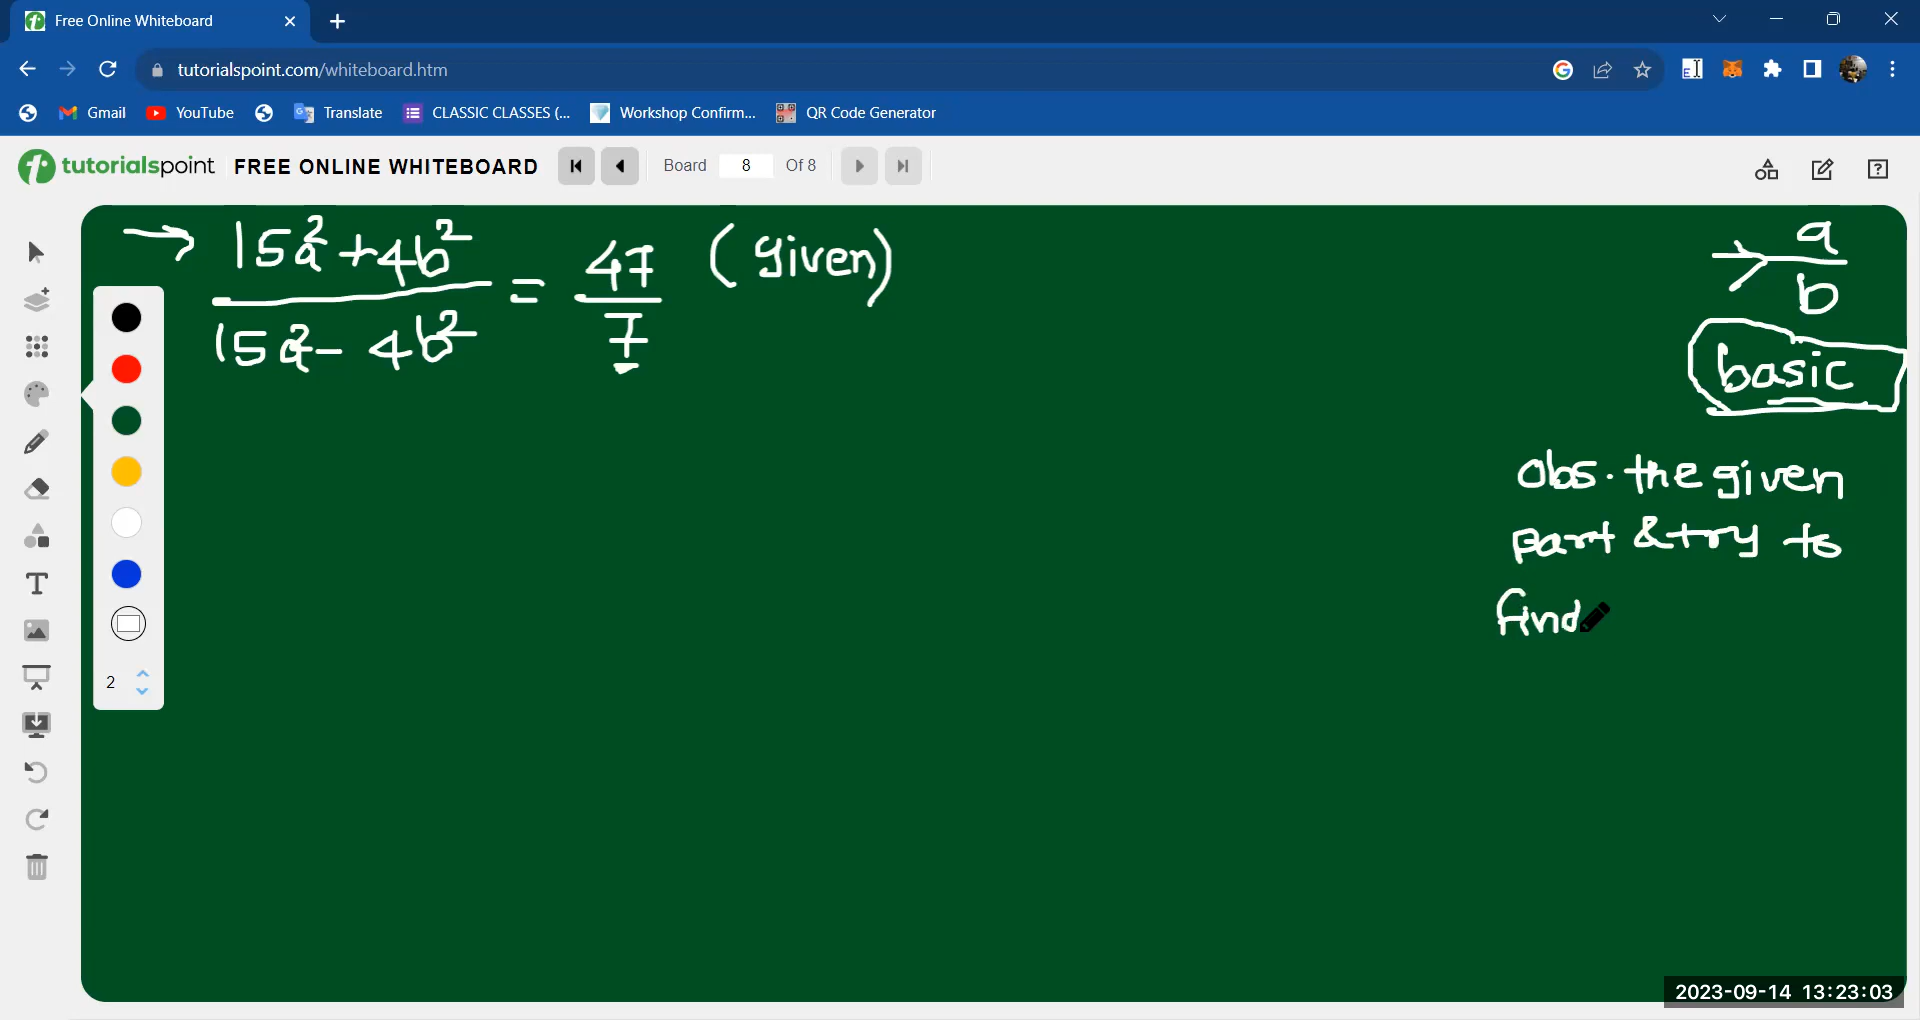 Free Online Whiteboard
tutorialspoint.com/whiteboard.htm
Gmail YouTube Translate CLASSIC CLASSES (... Workshop Confirm... QR Code Generator
tutorialspoint FREE ONLINE WHITEBOARD Board 8 Of 8
→ 15a² + 4b² / 15a² - 4b² = 47 / 7 (given)
→ a / b
basic
obs. the given
part & try to
find
2
2023-09-14 13:23:03